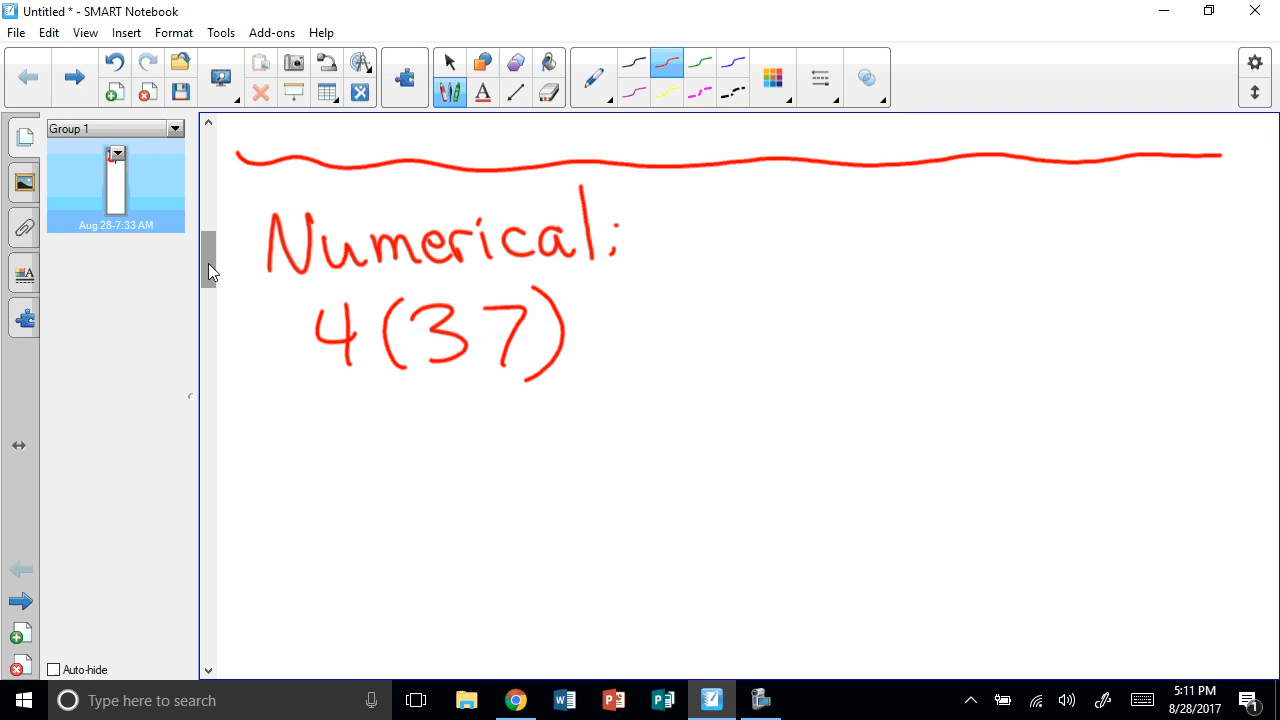 Untitled * - SMART Notebook
File Edit View Insert Format Tools Add-ons Help
Group 1
Aug 28-7:33 AM
Numerical:
4(37)
Auto-hide
Type here to search
5:11 PM
8/28/2017
1